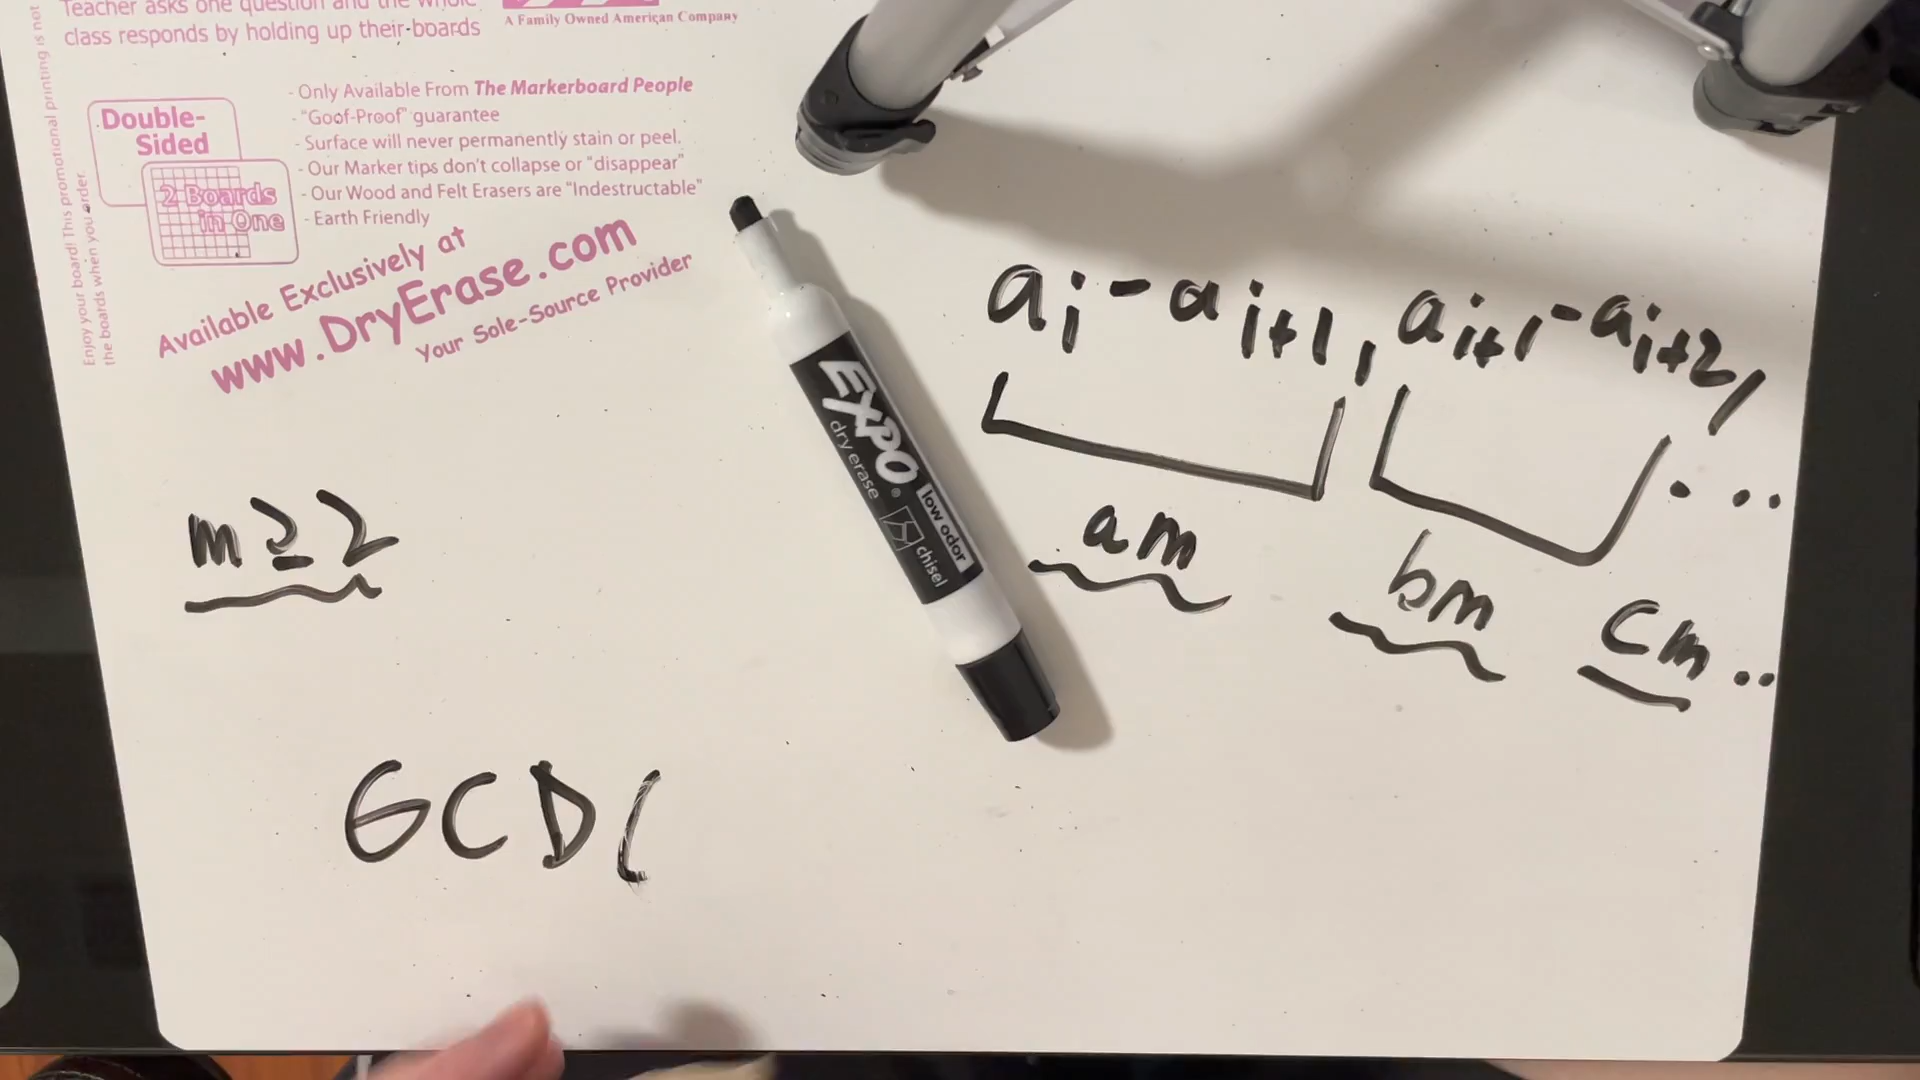 Teacher asks one question and the whole
class responds by holding up their boards
A Family Owned American Company
Enjoy your board! This promotional printing is not
the boards when you order.
Double-
Sided
2 Boards
in One
- Only Available From The Markerboard People
- "Goof-Proof" guarantee
- Surface will never permanently stain or peel.
- Our Marker tips don't collapse or "disappear"
- Our Wood and Felt Erasers are "Indestructable"
- Earth Friendly
Available Exclusively at
www.DryErase.com
Your Sole-Source Provider
EXPO
dry erase
low odor
chisel
ai - ai+1, ai+1 - ai+2,
...
am bm cm ..
m ≥ 2
GCD(